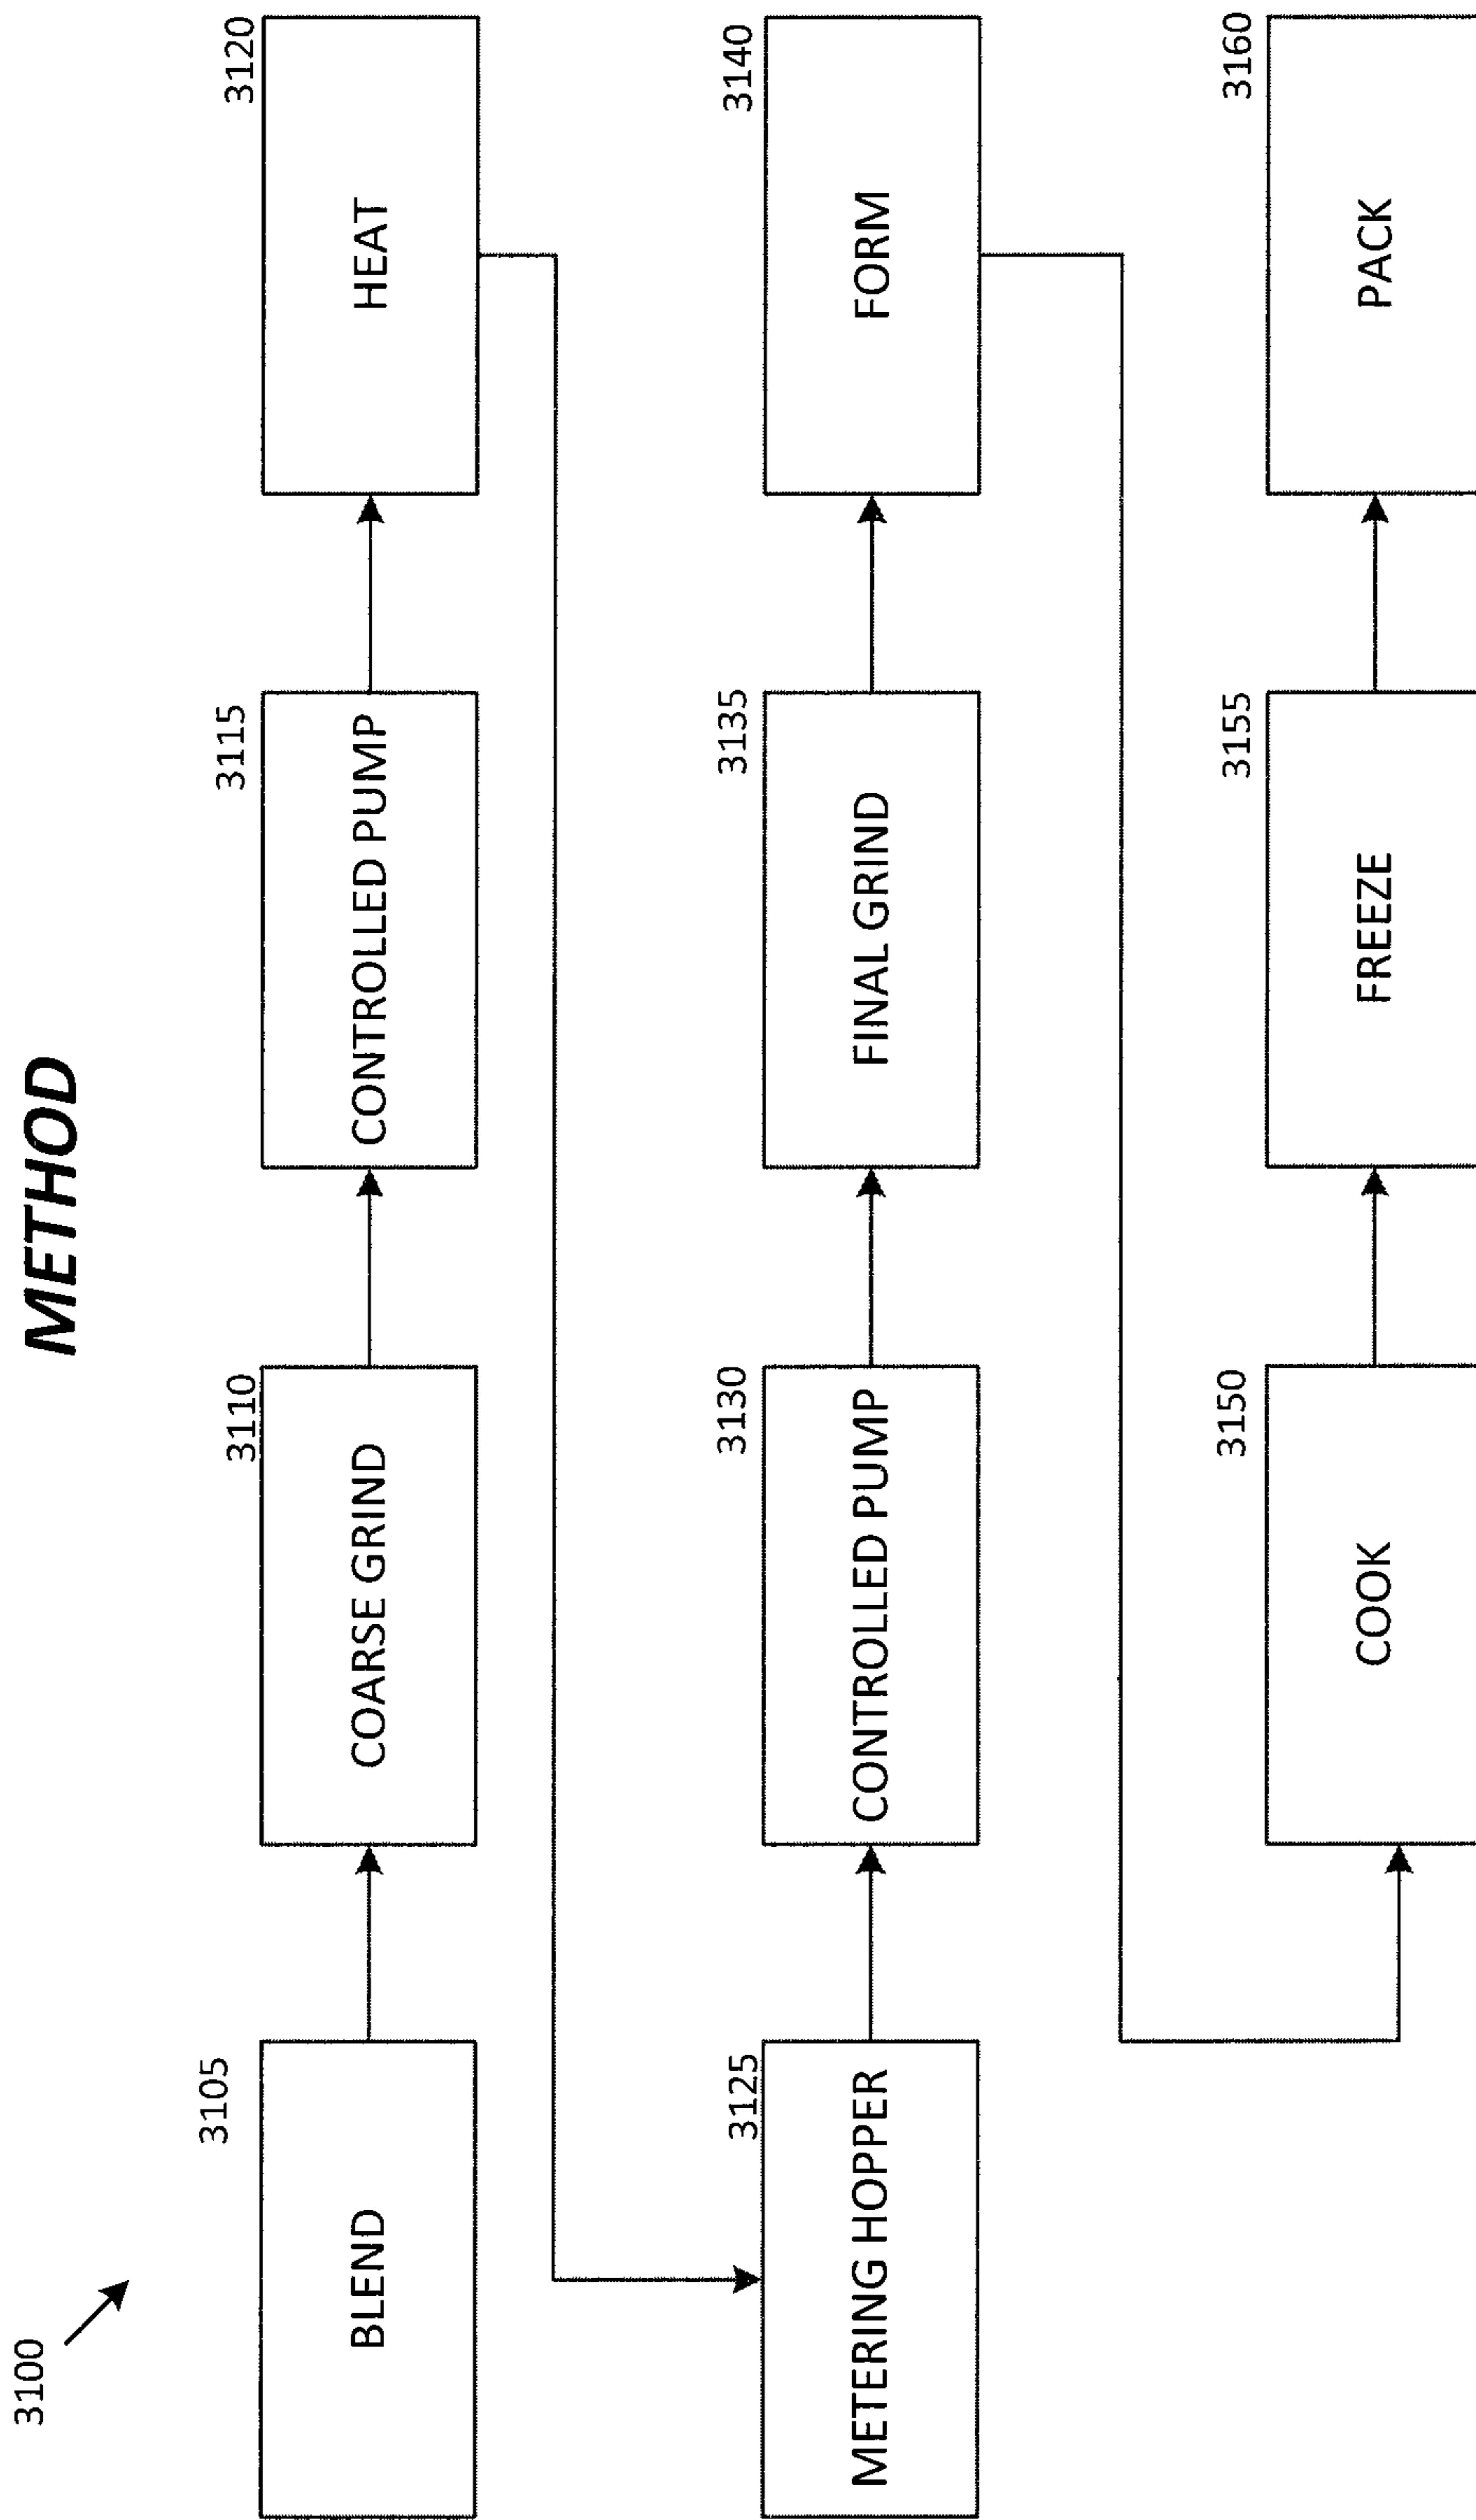 METHOD
3100
3105
BLEND
3110
COARSE GRIND
3115
CONTROLLED PUMP
3120
HEAT
3125
METERING HOPPER
3130
CONTROLLED PUMP
3135
FINAL GRIND
3140
FORM
3150
COOK
3155
FREEZE
3160
PACK